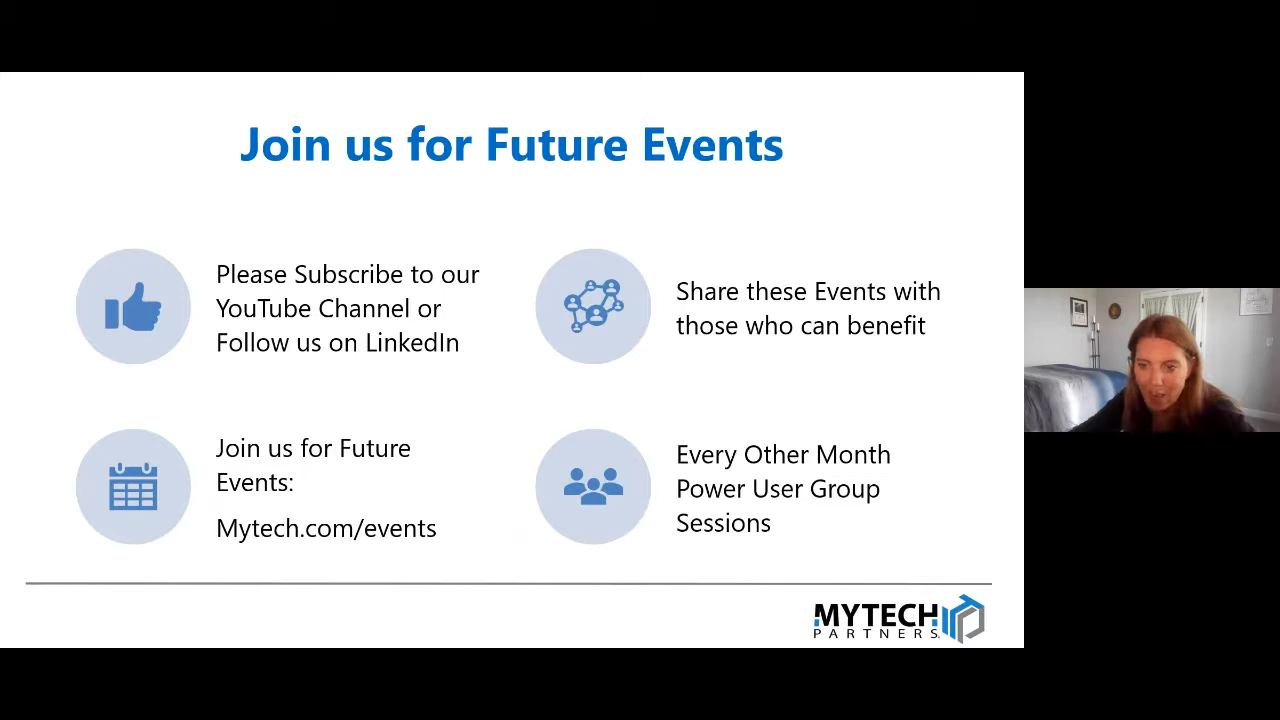 Join us for Future Events
Please Subscribe to our
YouTube Channel or
Follow us on LinkedIn
Share these Events with
those who can benefit
Join us for Future
Events:
Mytech.com/events
Every Other Month
Power User Group
Sessions
MYTECH
PARTNERS